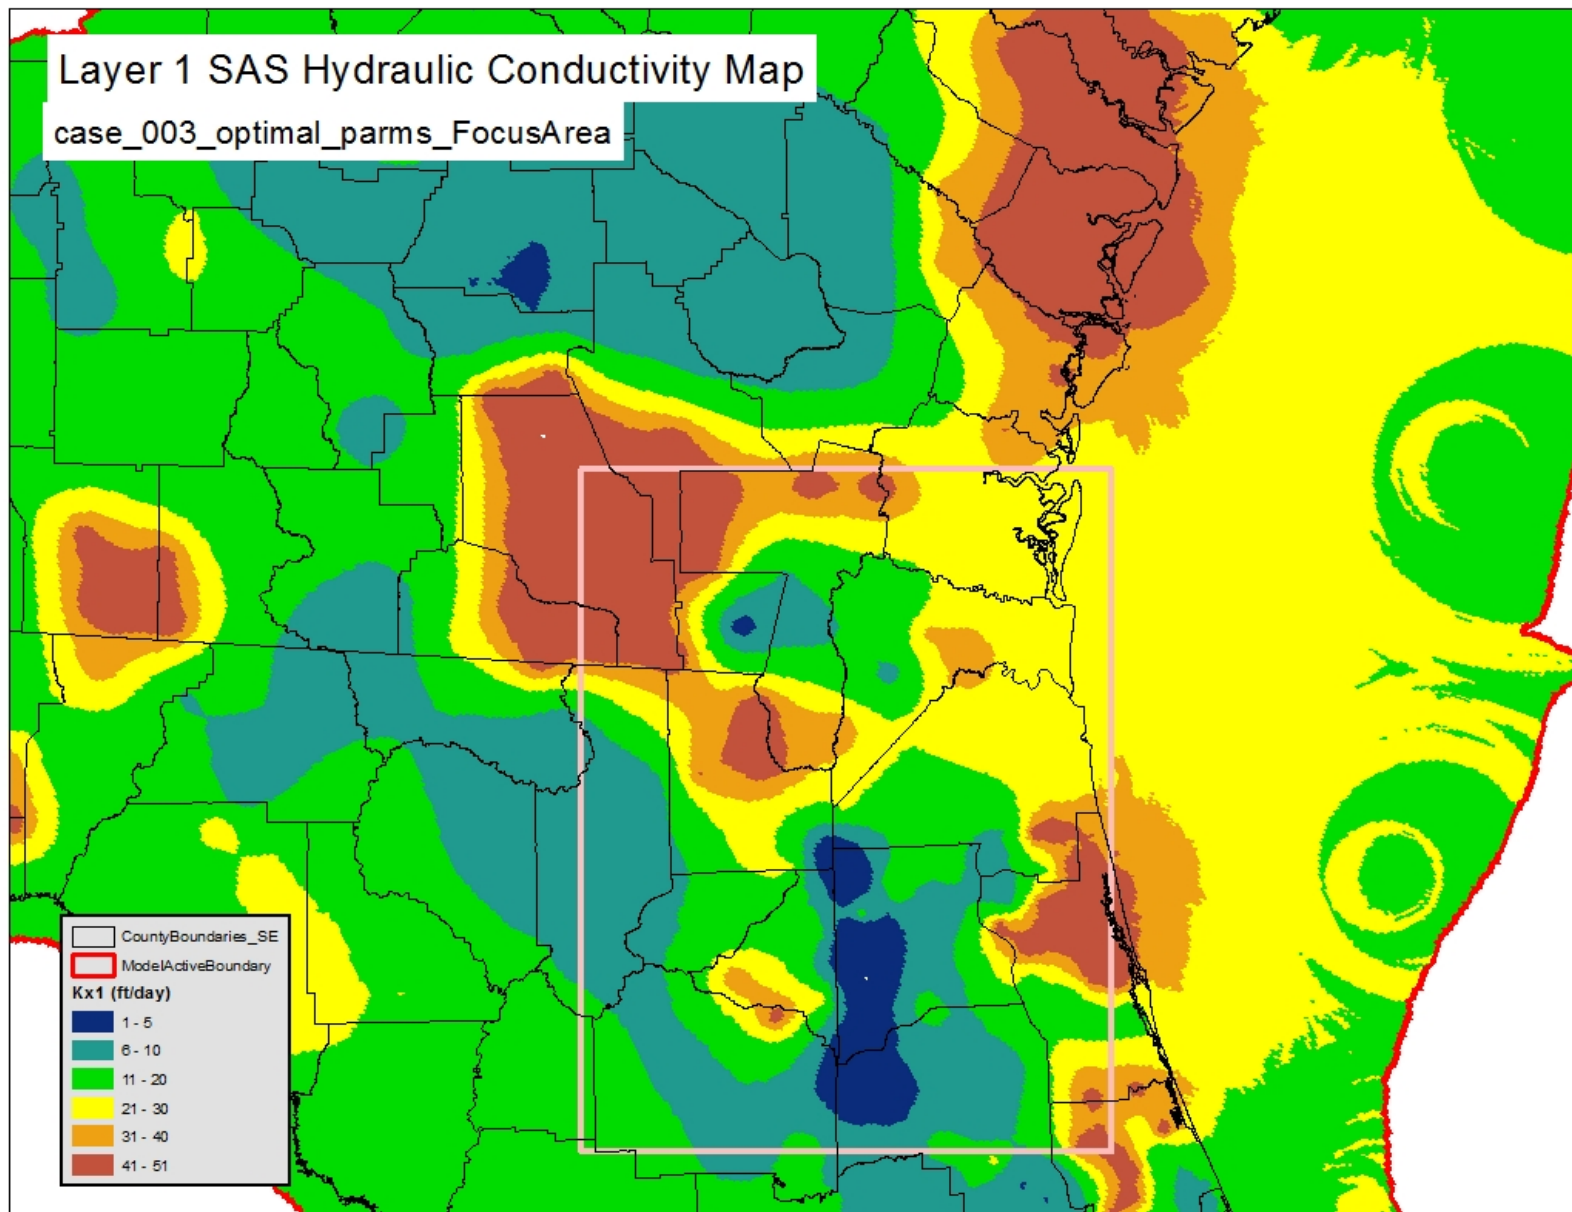 Layer 1 SAS Hydraulic Conductivity Map
case_003_optimal_parms_FocusArea
CountyBoundaries_SE
ModelActiveBoundary
Kx1 (ft/day)
1 - 5
6 - 10
11 - 20
21 - 30
31 - 40
41 - 51